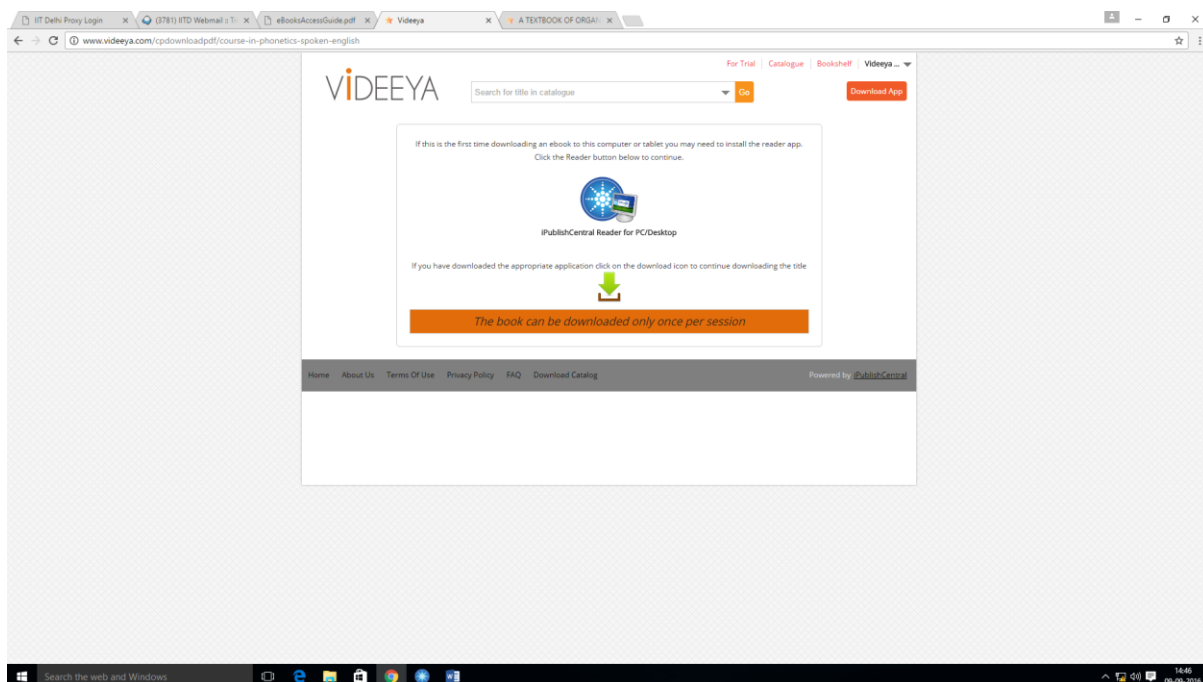 IIT Delhi Proxy Login (3781) IITD Webmail :: eBooksAccessGuide.pdf Videeya A TEXTBOOK OF ORGAN
www.videeya.com/cpdownloadpdf/course-in-phonetics-spoken-english
For Trial Catalogue Bookshelf Videeya ...
VIDEEYA
Search for title in catalogue Go Download App
If this is the first time downloading an ebook to this computer or tablet you may need to install the reader app.
Click the Reader button below to continue.
iPublishCentral Reader for PC/Desktop
If you have downloaded the appropriate application click on the download icon to continue downloading the title
The book can be downloaded only once per session
Home About Us Terms Of Use Privacy Policy FAQ Download Catalog Powered by iPublishCentral
Search the web and Windows 14:46
09-09-2016